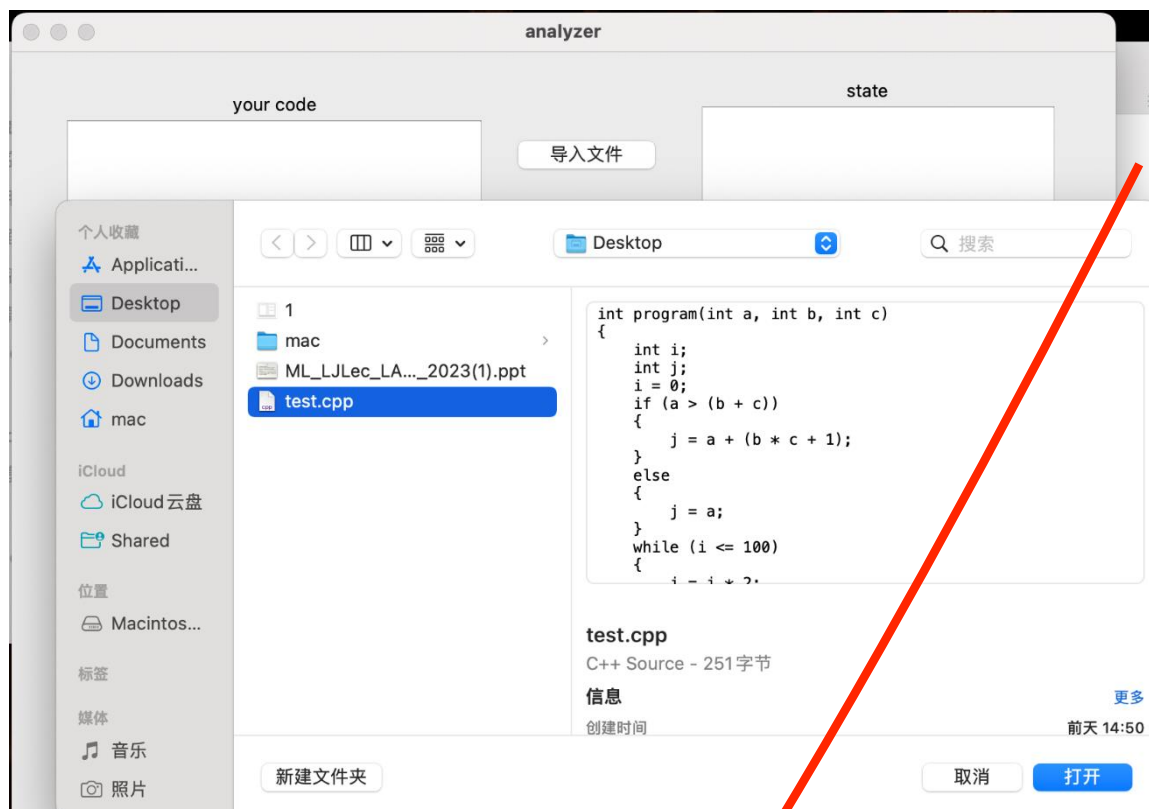 analyzer
your code
state
导入文件
个人收藏
Applicati...
Desktop
Documents
Downloads
mac
iCloud
iCloud云盘
Shared
位置
Macintos...
标签
媒体
音乐
照片
Desktop
搜索
1
mac
ML_LJLec_LA..._2023(1).ppt
test.cpp
int program(int a, int b, int c)
{
int i;
int j;
i = 0;
if (a > (b + c))
{
j = a + (b * c + 1);
}
else
{
j = a;
}
while (i <= 100)
{
test.cpp
C++ Source - 251字节
信息 更多
创建时间 前天 14:50
新建文件夹 取消 打开